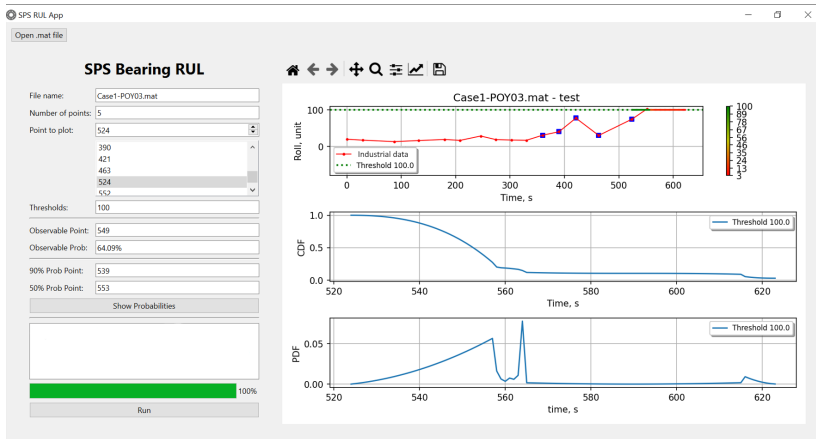 SPS RUL App
Open .mat file
SPS Bearing RUL
File name: Case1-POY03.mat
Number of points: 5
Point to plot: 524
390
421
463
524
552
Thresholds: 100
Observable Point: 549
Observable Prob: 64.09%
90% Prob Point: 539
50% Prob Point: 553
Show Probabilities
100%
Run
Case1-POY03.mat - test
Roll, unit
100
0
Industrial data
Threshold 100.0
0 100 200 300 400 500 600
Time, s
100
89
78
67
56
46
35
24
13
3
CDF
1.0
0.5
0.0
Threshold 100.0
520 540 560 580 600 620
Time, s
PDF
0.05
0.00
Threshold 100.0
520 540 560 580 600 620
time, s